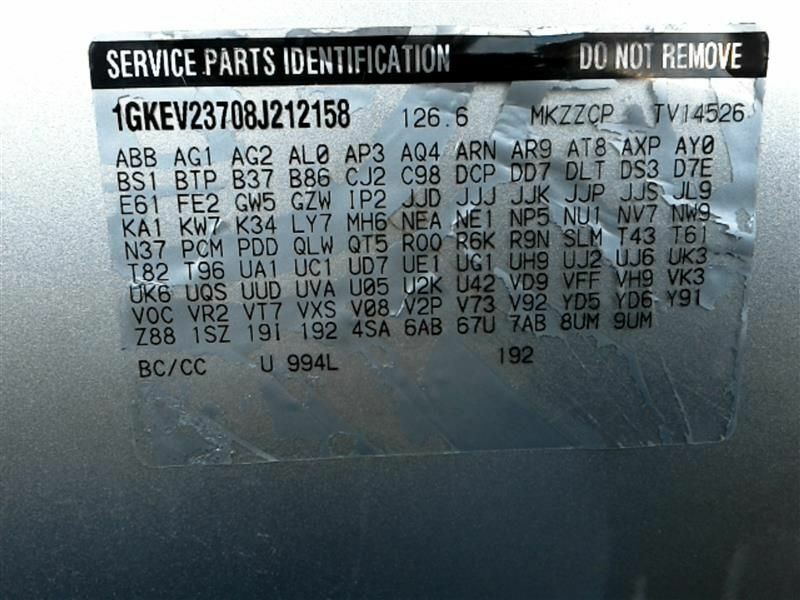 SERVICE PARTS IDENTIFICATION DO NOT REMOVE
1GKEV23708J212158 126.6 MKZZCP TV14526
ABB AG1 AG2 AL0 AP3 AQ4 ARN AR9 AT8 AXP AY0
BS1 BTP B37 B86 CJ2 C98 DCP DD7 DLT DS3 D7E
E61 FE2 GW5 GZW IP2 JJD JJJ JJK JJP JJS JL9
KA1 KW7 K34 LY7 MH6 NEA NE1 NP5 NU1 NV7 NW9
N37 PCM PDD QLW QT5 R00 R6K R9N SLM T43 T61
T82 T96 UA1 UC1 UD7 UE1 UG1 UH9 UJ2 UJ6 UK3
UK6 UQS UUD UVA U05 U2K U42 VD9 VFF VH9 VK3
VOC VR2 VT7 VXS V08 V2P V73 V92 YD5 YD6 Y91
Z88 1SZ 19I 192 4SA 6AB 67U 7AB 8UM 9UM
BC/CC U 994L 192